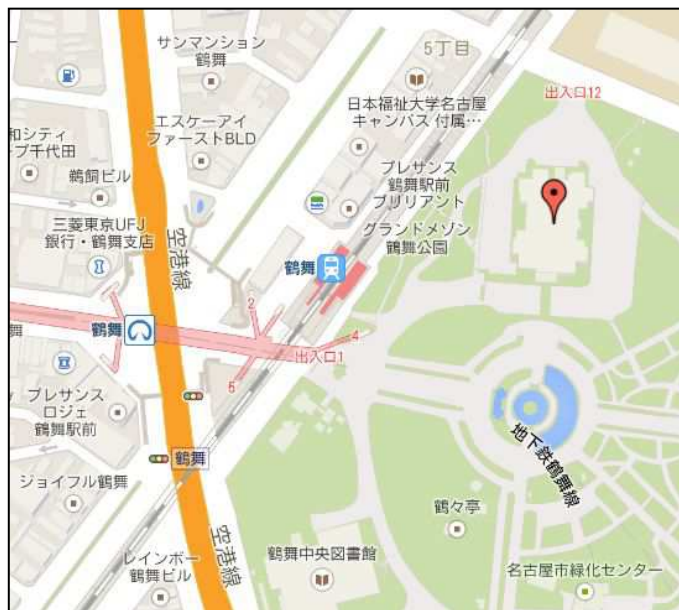 サンマンション
鶴舞
5丁目
出入口12
日本福祉大学名古屋
キャンパス 付属…
エスケーアイ
ファーストBLD
和シティ
ープ千代田
鵜飼ビル
プレサンス
鶴舞駅前
ブリリアント
三菱東京UFJ
銀行・鶴舞支店
空港線
グランドメゾン
鶴舞公園
鶴舞
2
鶴舞
鶴舞
出入口1
4
5
プレサンス
ロジェ
鶴舞駅前
鶴舞
地下鉄鶴舞線
ジョイフル鶴舞
鶴々亭
空港線
レインボー
鶴舞ビル
鶴舞中央図書館
名古屋市緑化センター